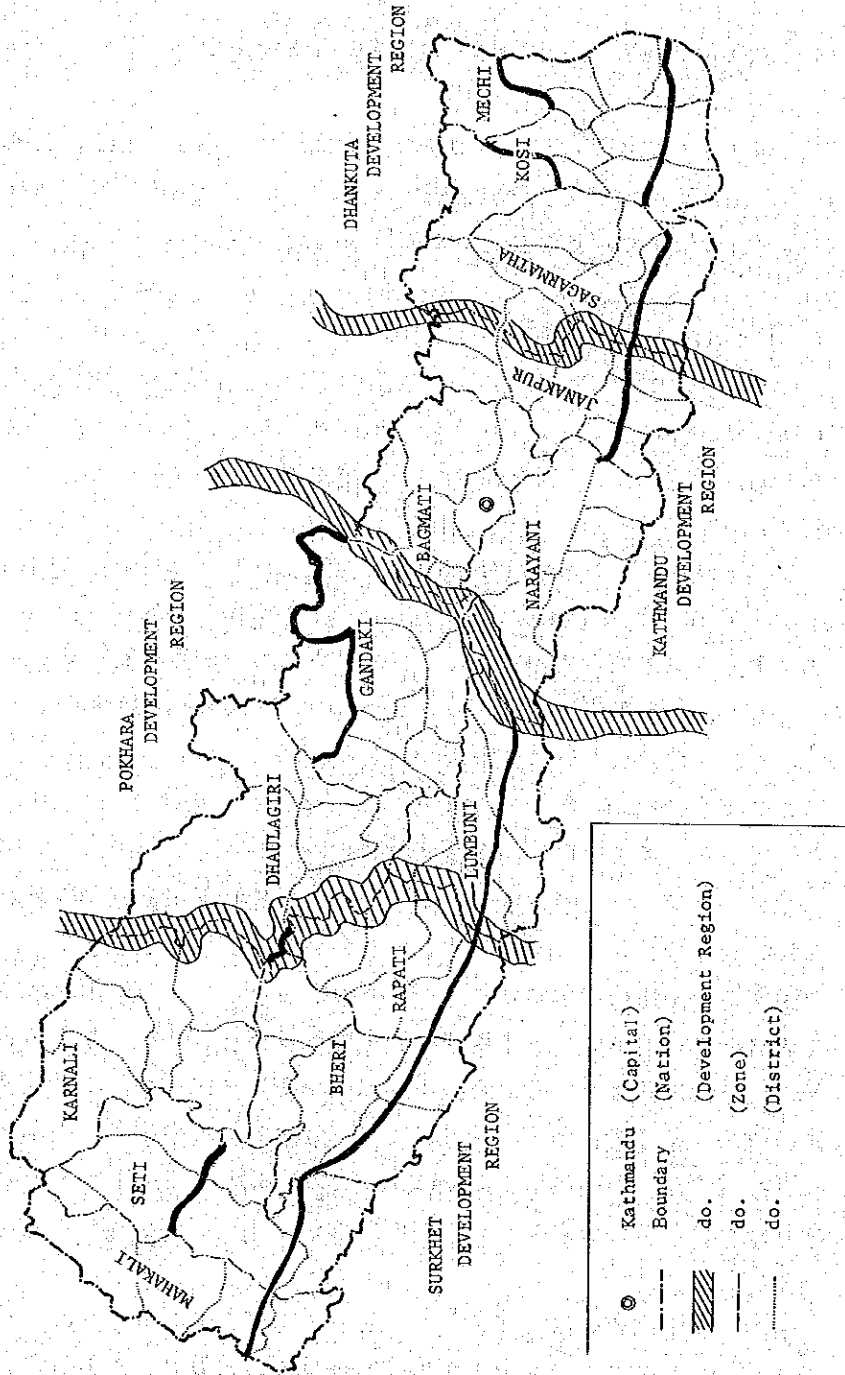 POKHARA
DEVELOPMENT
REGION
DHANKUTA
DEVELOPMENT
REGION
KARNALI
SETI
MAHAKALI
DHAULAGIRI
GANDAKI
BHERI
RAPATI
LUMBUNI
BAGMATI
NARAYANI
JANAKPUR
SAGARMATHA
KOSI
MECHI
SURKHET
DEVELOPMENT
REGION
KATHMANDU
DEVELOPMENT
REGION
Kathmandu (Capital)
Boundary (Nation)
do. (Development Region)
do. (Zone)
do. (District)